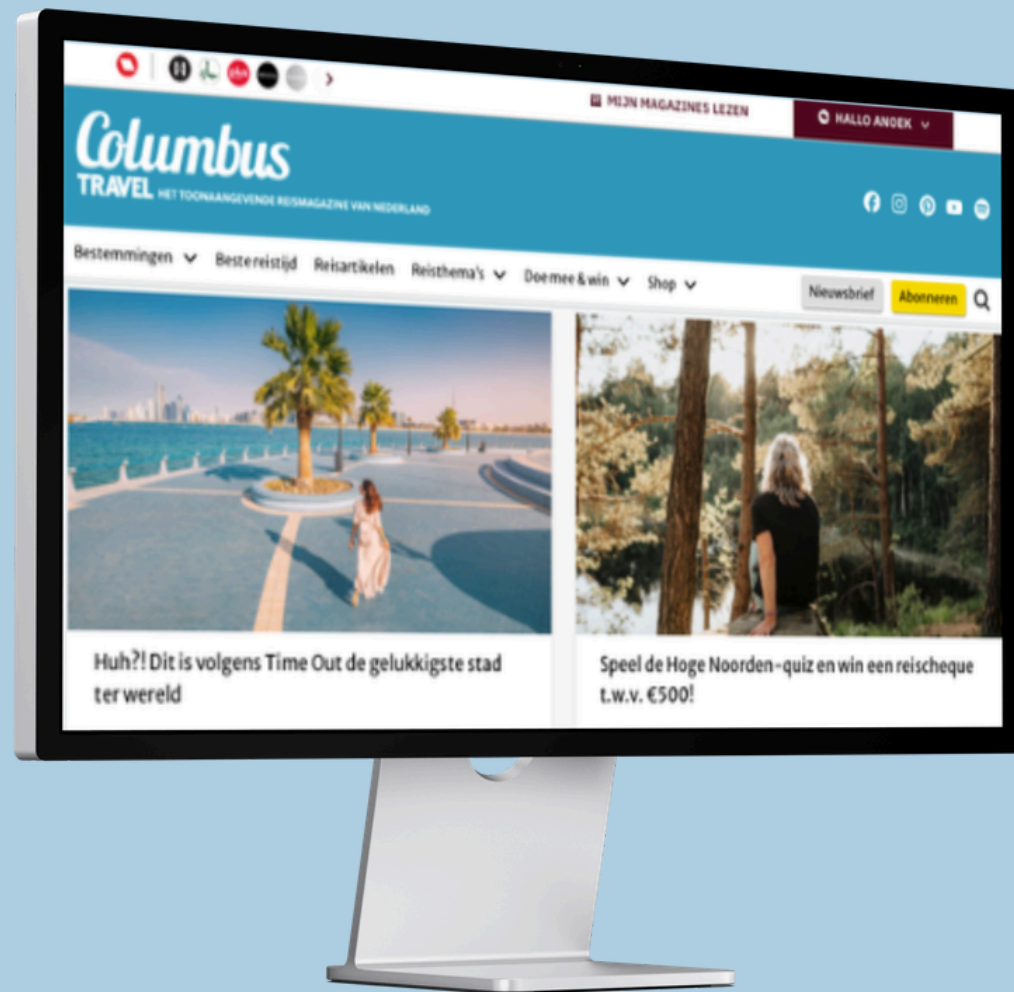 MIJN MAGAZINES LEZEN
HALLO ANOEK
Columbus
TRAVEL HET TOONAANGEVENDE REISMAGAZINE VAN NEDERLAND
Bestemmingen Beste reistijd Reisartikelen Reisthema's Doe mee & win Shop
Nieuwsbrief Abonneren
Huh?! Dit is volgens Time Out de gelukkigste stad
ter wereld
Speel de Hoge Noorden-quiz en win een reischeque
t.w.v. €500!